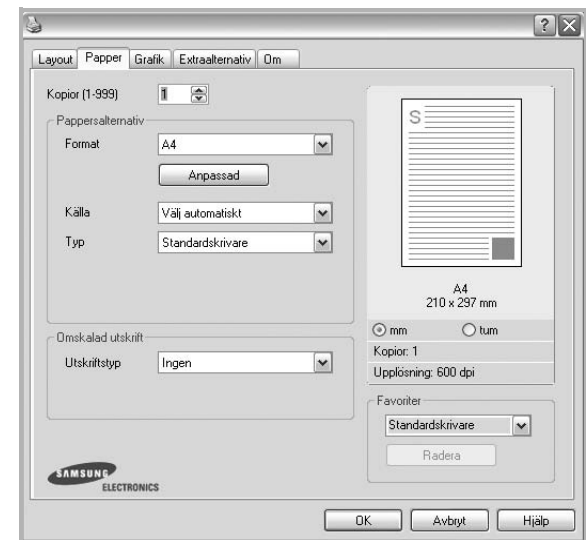 Layout Papper Grafik Extraalternativ Om
Kopior (1-999) 1
Pappersalternativ
Format A4
Anpassad
Källa Välj automatiskt
Typ Standardskrivare
Omskalad utskrift
Utskriftstyp Ingen
SAMSUNG
ELECTRONICS
S
A4
210 x 297 mm
mm tum
Kopior: 1
Upplösning: 600 dpi
Favoriter
Standardskrivare
Radera
OK Avbryt Hjälp